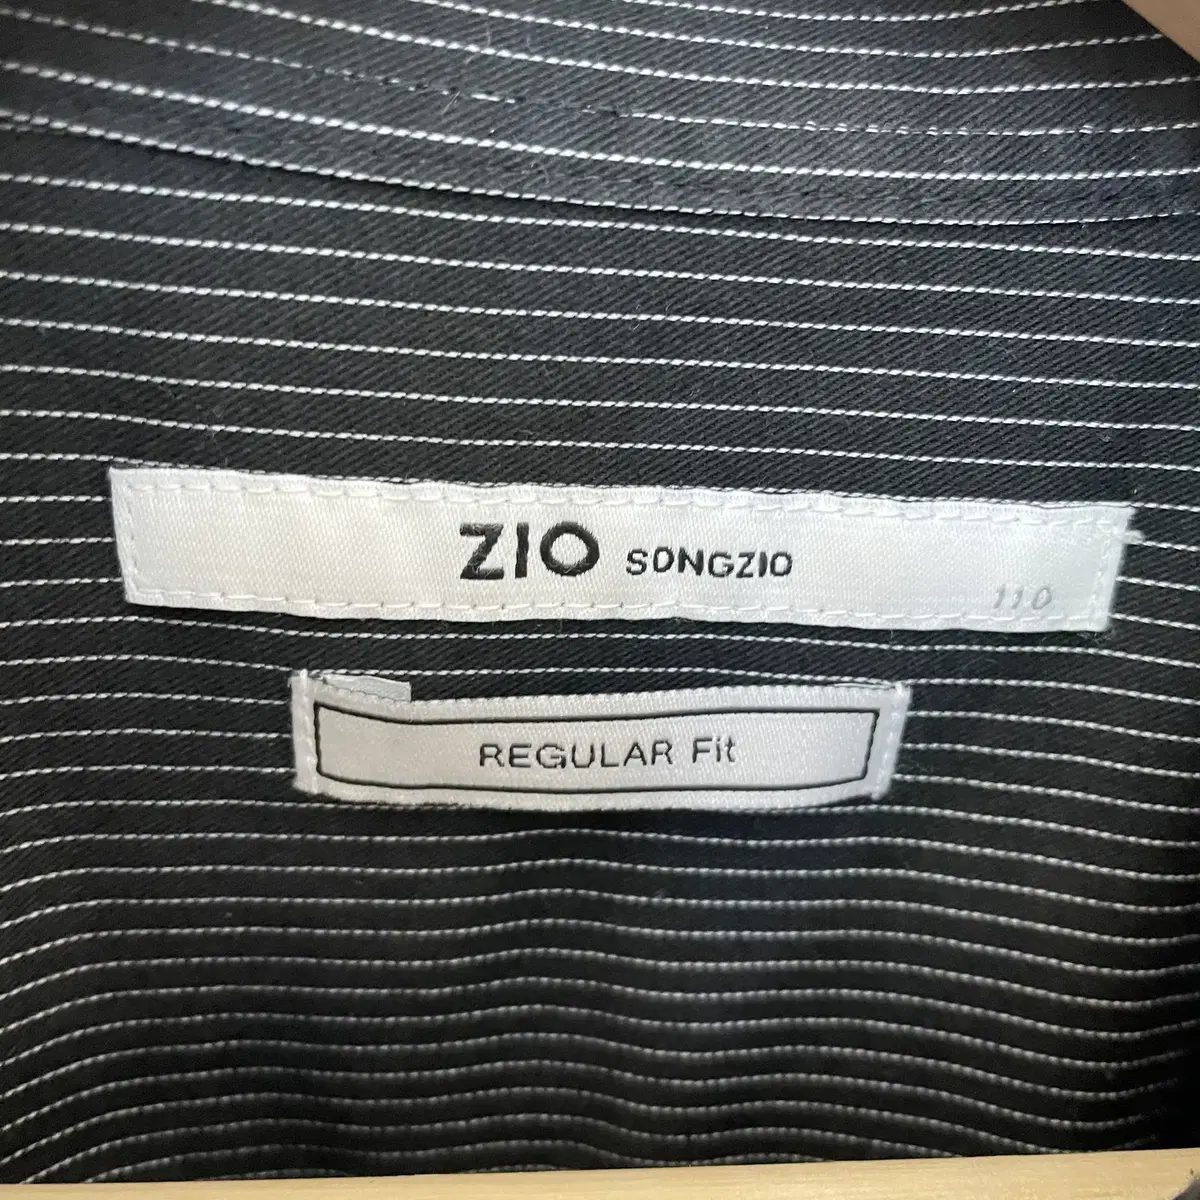 ZIO SONGZIO
110
REGULAR Fit